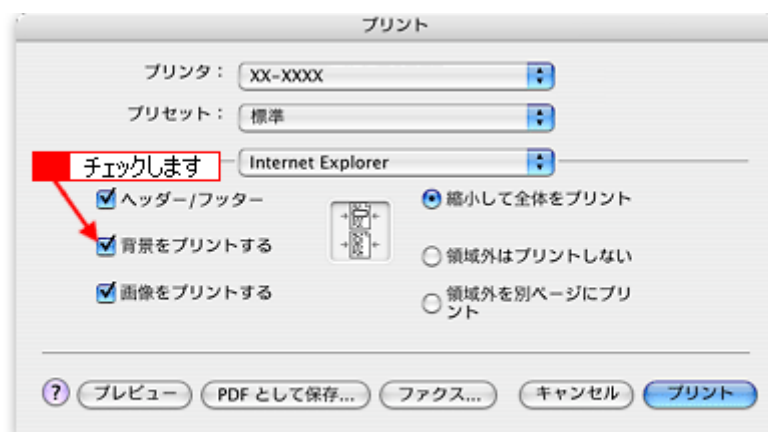 プリント
プリンタ： XX-XXXX
プリセット： 標準
チェックします
Internet Explorer
ヘッダー/フッター
縮小して全体をプリント
背景をプリントする
領域外はプリントしない
画像をプリントする
領域外を別ページにプリ
ント
? プレビュー PDF として保存... ファクス... キャンセル プリント